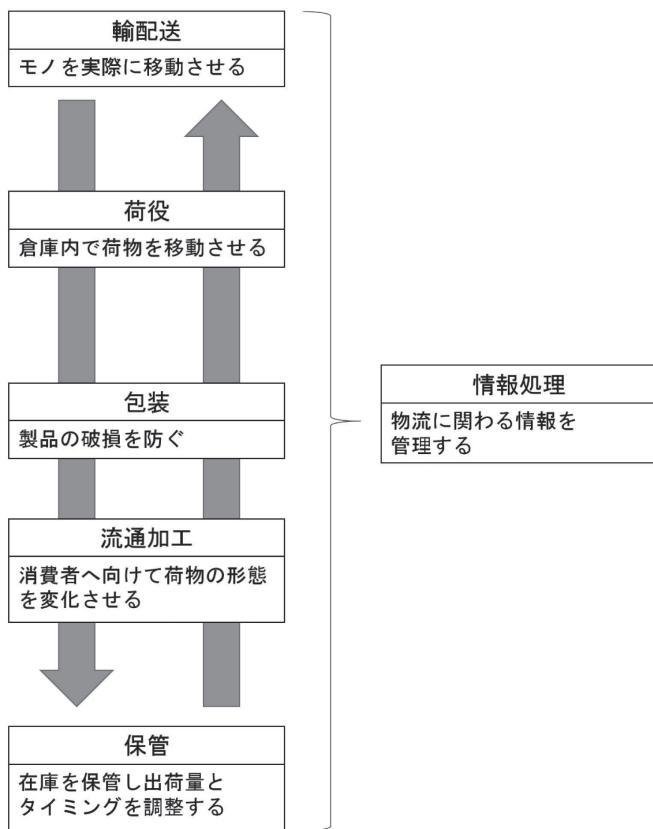 輸配送
モノを実際に移動させる
荷役
倉庫内で荷物を移動させる
包装
製品の破損を防ぐ
流通加工
消費者へ向けて荷物の形態
を変化させる
保管
在庫を保管し出荷量と
タイミングを調整する
情報処理
物流に関わる情報を
管理する